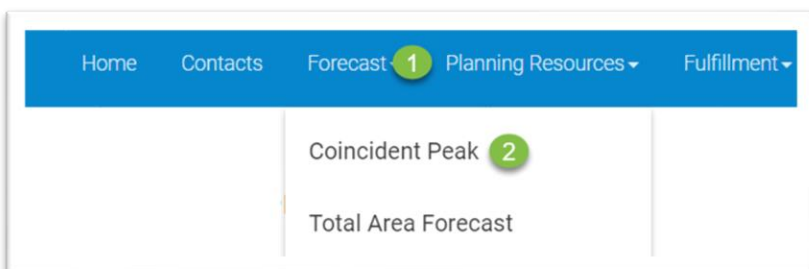 Home Contacts Forecast 1 Planning Resources Fulfillment
Coincident Peak 2
Total Area Forecast